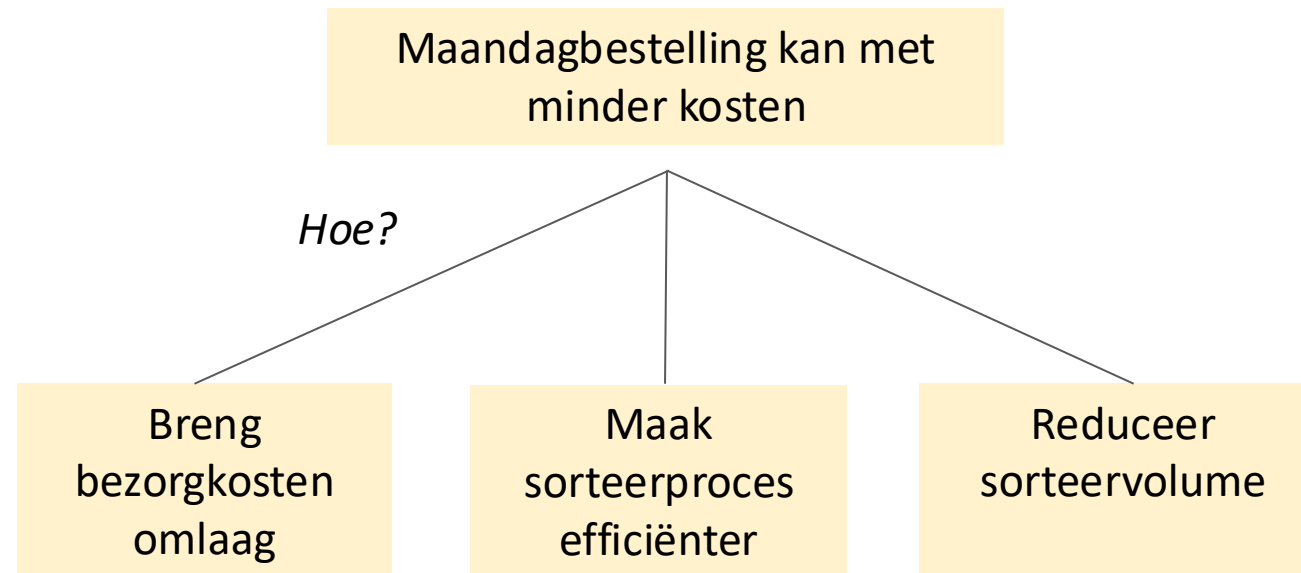 Maandagbestelling kan met
minder kosten
Hoe?
Breng
bezorgkosten
omlaag
Maak
sorteerproces
efficiënter
Reduceer
sorteervolume